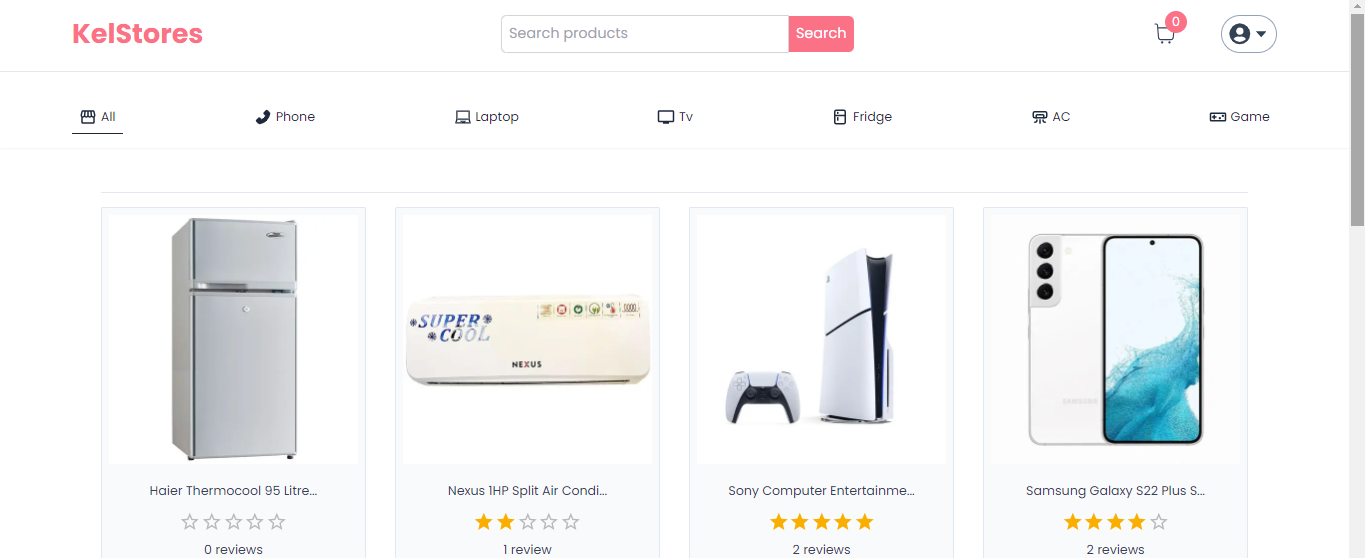 KelStores
Search products
Search
0
All
Phone
Laptop
Tv
Fridge
AC
Game
SUPER
COOL
NEXUS
SAMSUNG
Haier Thermocool 95 Litre...
Nexus 1HP Split Air Condi...
Sony Computer Entertainme...
Samsung Galaxy S22 Plus S...
0 reviews
1 review
2 reviews
2 reviews